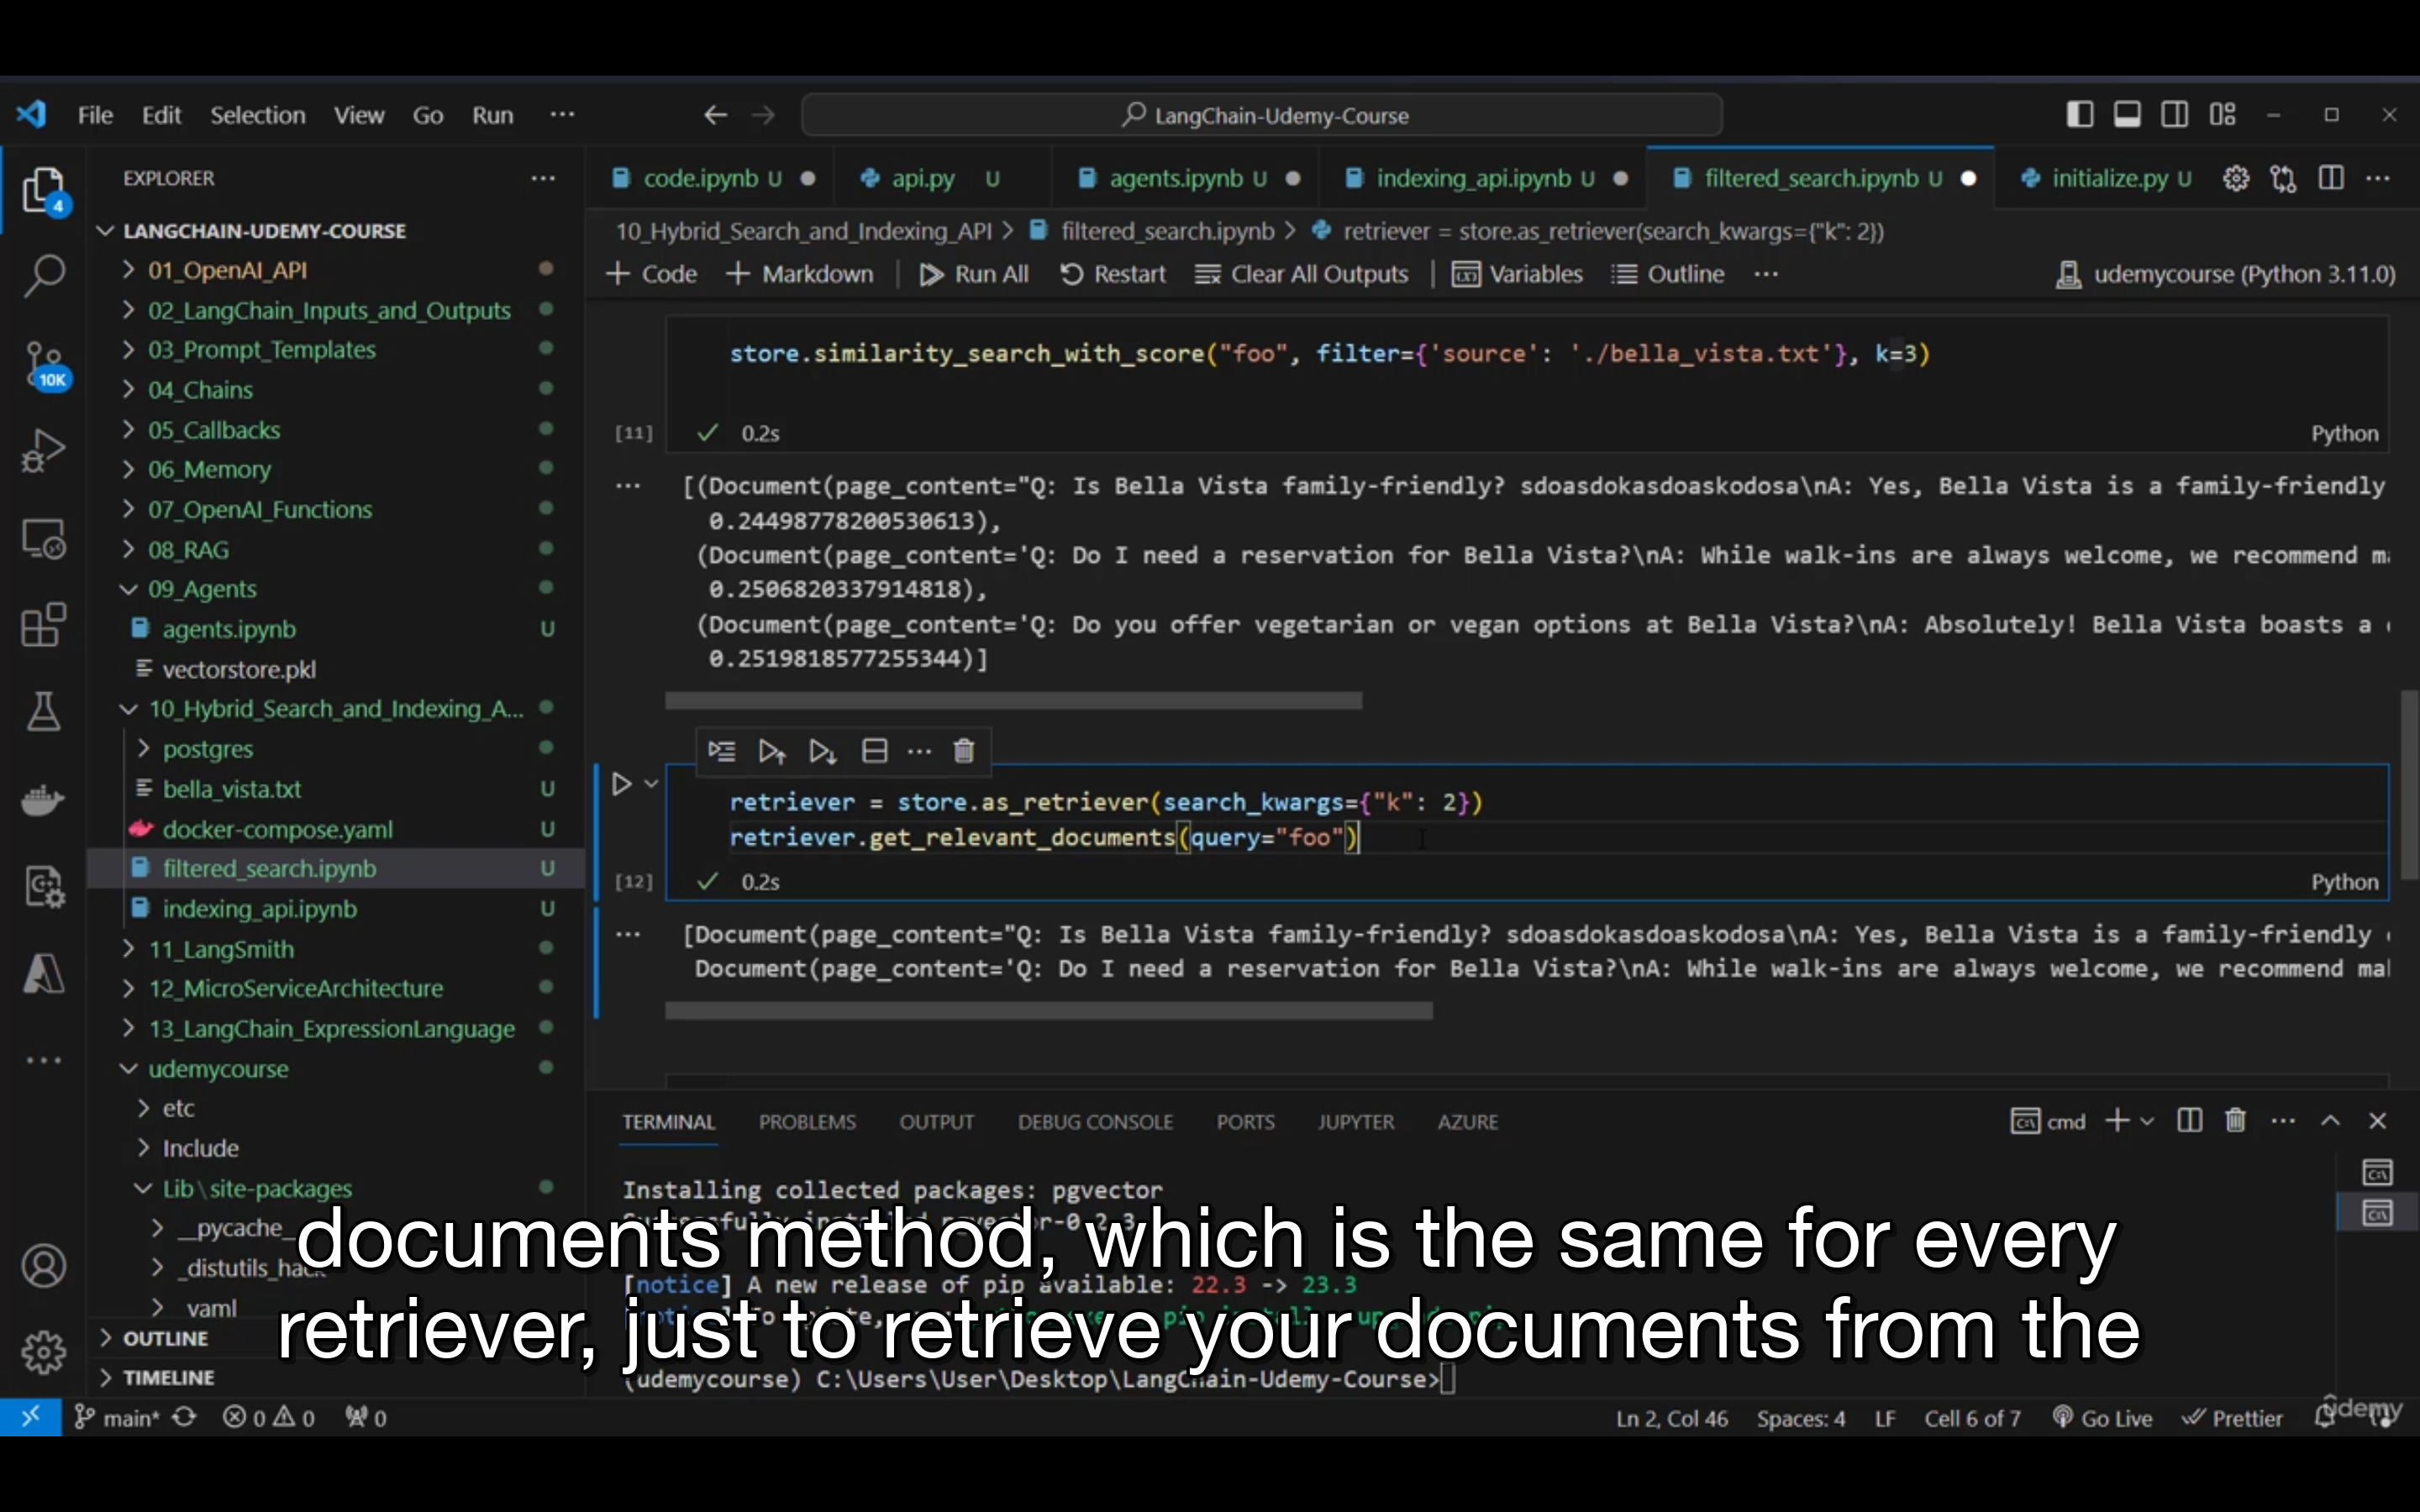 File Edit Selection View Go Run ···
LangChain-Udemy-Course
EXPLORER
code.ipynb U
api.py U
agents.ipynb U
indexing_api.ipynb U
filtered_search.ipynb U
initialize.py U
4
10K
LANGCHAIN-UDEMY-COURSE
10_Hybrid_Search_and_Indexing_API > filtered_search.ipynb > retriever = store.as_retriever(search_kwargs={"k": 2})
+ Code + Markdown Run All Restart Clear All Outputs Variables Outline ··· udemycourse (Python 3.11.0)
01_OpenAI_API
02_LangChain_Inputs_and_Outputs
03_Prompt_Templates
04_Chains
05_Callbacks
06_Memory
07_OpenAI_Functions
08_RAG
09_Agents
agents.ipynb U
vectorstore.pkl
10_Hybrid_Search_and_Indexing_A...
postgres
bella_vista.txt U
docker-compose.yaml U
filtered_search.ipynb U
indexing_api.ipynb U
11_LangSmith
12_MicroServiceArchitecture
13_LangChain_ExpressionLanguage
udemycourse
etc
Include
Lib\site-packages
__pycache_
_distutils_hack
yaml
OUTLINE
TIMELINE
store.similarity_search_with_score("foo", filter={'source': './bella_vista.txt'}, k=3)
[11] 0.2s Python
[(Document(page_content="Q: Is Bella Vista family-friendly? sdoasdokasdoaskodosa\nA: Yes, Bella Vista is a family-friendly
0.24498778200530613),
(Document(page_content='Q: Do I need a reservation for Bella Vista?\nA: While walk-ins are always welcome, we recommend ma
0.2506820337914818),
(Document(page_content='Q: Do you offer vegetarian or vegan options at Bella Vista?\nA: Absolutely! Bella Vista boasts a
0.2519818577255344)]
retriever = store.as_retriever(search_kwargs={"k": 2})
retriever.get_relevant_documents(query="foo")
[12] 0.2s Python
[Document(page_content="Q: Is Bella Vista family-friendly? sdoasdokasdoaskodosa\nA: Yes, Bella Vista is a family-friendly
Document(page_content='Q: Do I need a reservation for Bella Vista?\nA: While walk-ins are always welcome, we recommend mal
TERMINAL PROBLEMS OUTPUT DEBUG CONSOLE PORTS JUPYTER AZURE cmd
Installing collected packages: pgvector
documents method, which is the same for every
[notice] A new release of pip available: 22.3 -> 23.3
retriever, just to retrieve your documents from the
(udemycourse) C:\Users\User\Desktop\LangChain-Udemy-Course>
main* 0 0 0 Ln 2, Col 46 Spaces: 4 LF Cell 6 of 7 Go Live Prettier
udemy